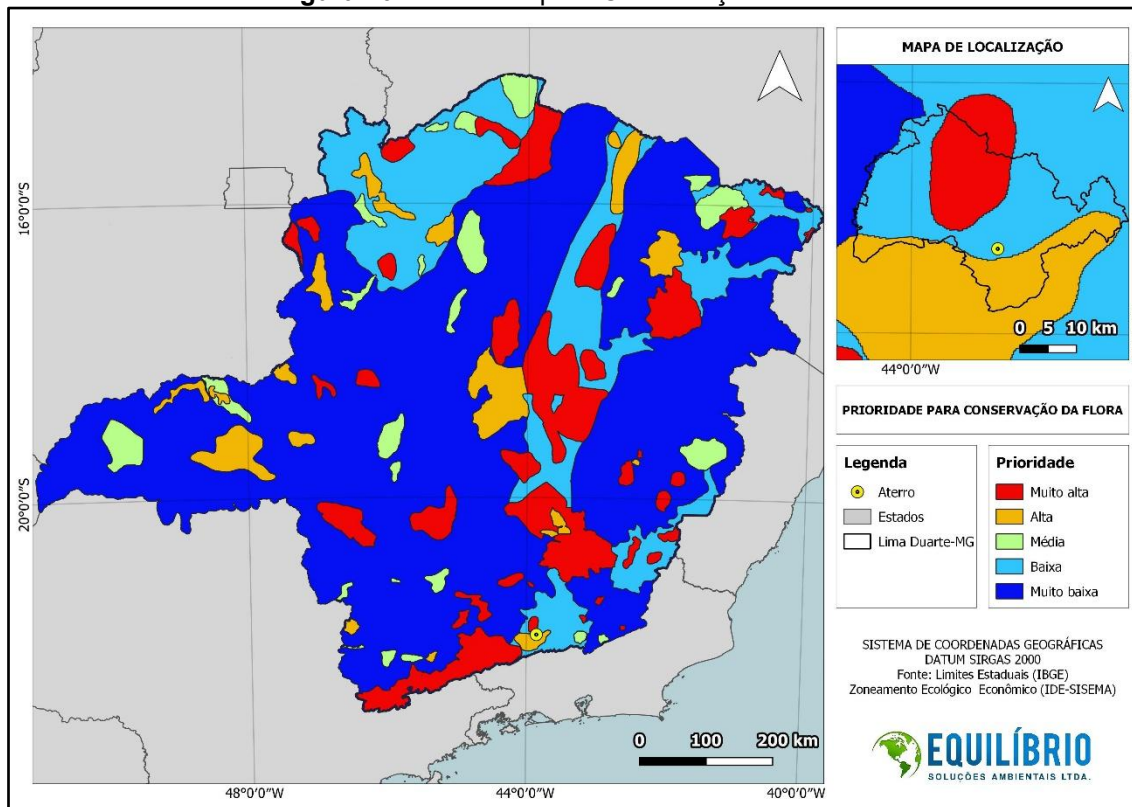 MAPA DE LOCALIZAÇÃO
16°0'0"S
20°0'0"S
48°0'0"W
44°0'0"W
40°0'0"W
0 100 200 km
0 5 10 km
44°0'0"W
PRIORIDADE PARA CONSERVAÇÃO DA FLORA
Legenda
Aterro
Estados
Lima Duarte-MG
Prioridade
Muito alta
Alta
Média
Baixa
Muito baixa
SISTEMA DE COORDENADAS GEOGRÁFICAS
DATUM SIRGAS 2000
Fonte: Limites Estaduais (IBGE)
Zoneamento Ecológico Econômico (IDE-SISEMA)
EQUILÍBRIO
SOLUÇÕES AMBIENTAIS LTDA.